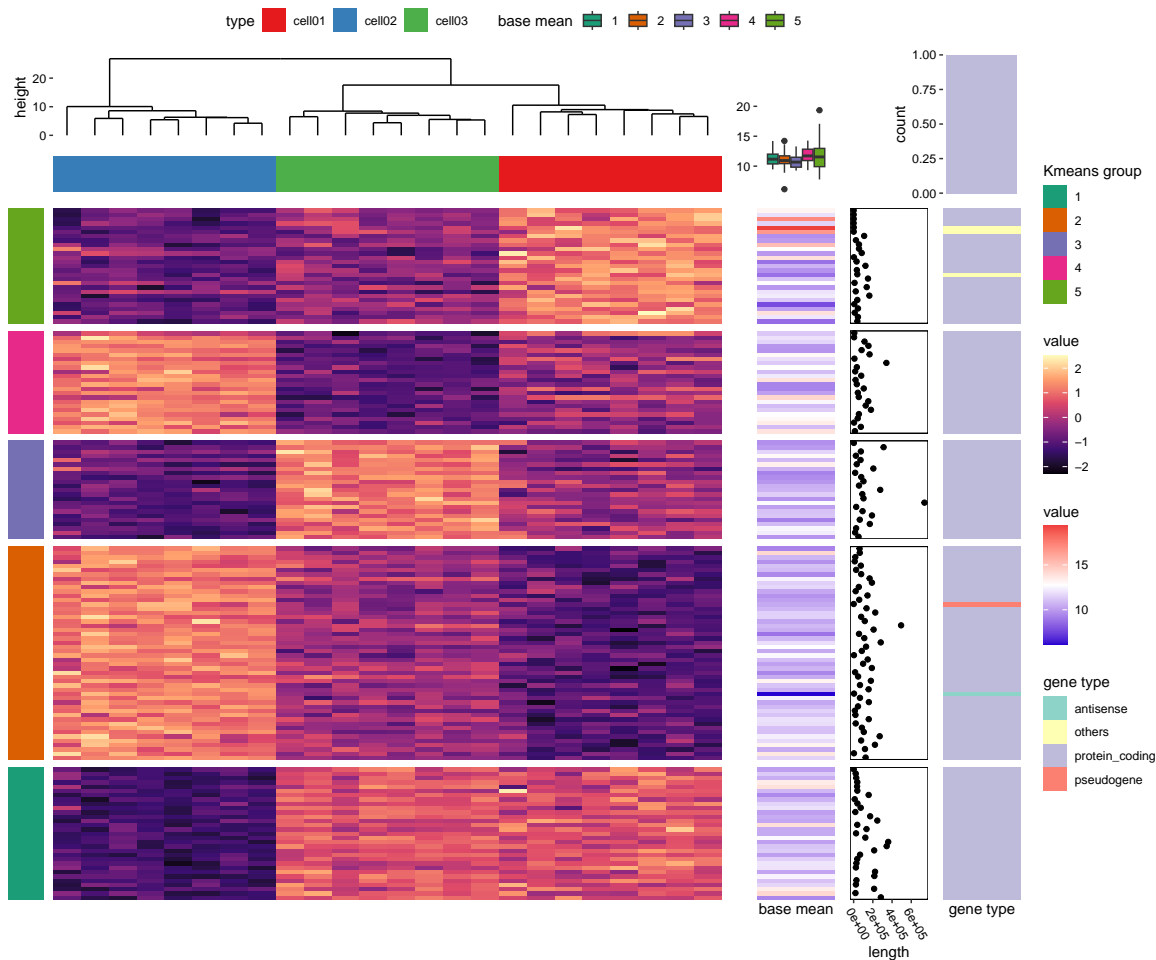 type cell01 cell02 cell03 base mean 1 2 3 4 5
height
20
10
0
20
15
10
count
1.00
0.75
0.50
0.25
0.00
Kmeans group
1
2
3
4
5
value
2
1
0
−1
−2
value
15
10
gene type
antisense
others
protein_coding
pseudogene
base mean
0e+00
2e+05
4e+05
6e+05
length
gene type